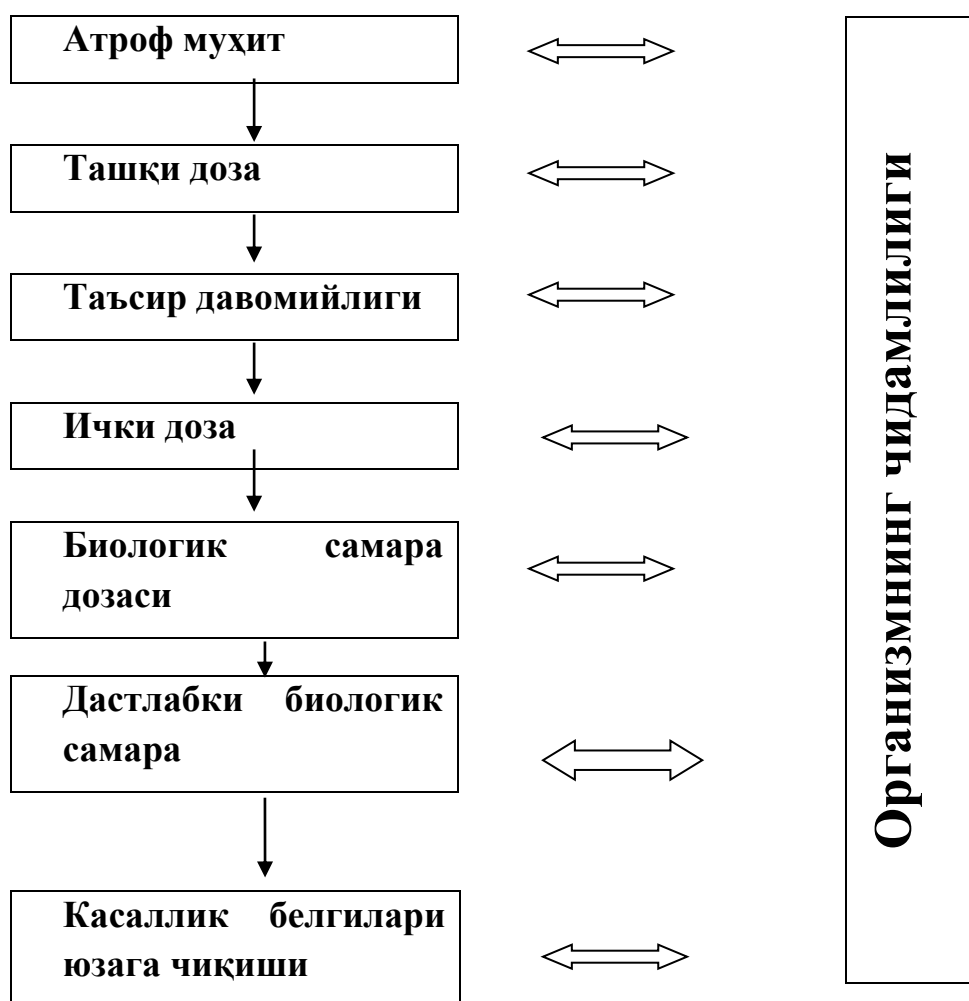 Атроф муҳит
Ташқи доза
Таъсир давомийлиги
Ички доза
Биологик самара
дозаси
Дастлабки биологик
самара
Касаллик белгилари
юзага чиқиши
Организмнинг чидамлилиги